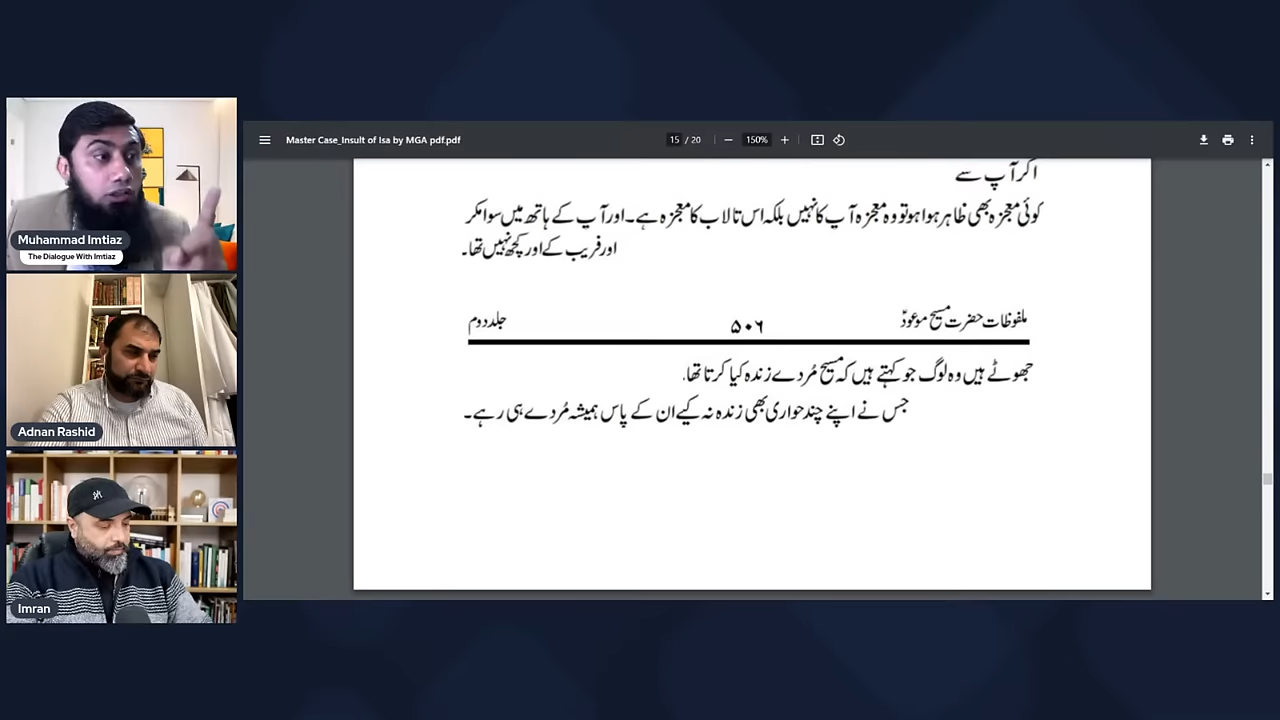 Master Case_Insult of Isa by MGA pdf.pdf
15 / 20
150%
اگر آپ سے
کوئی معجزہ بھی ظاہر ہوا ہو تو وہ معجزہ آپ کا نہیں بلکہ اس تالاب کا معجزہ ہے۔ اور آپ کے ہاتھ میں سوا مکر
اور فریب کے اور کچھ نہیں تھا۔
ملفوظات حضرت مسیح موعودؑ
۵۰۶
جلد دوم
جھوٹے ہیں وہ لوگ جو کہتے ہیں کہ مسیح مُردے زندہ کیا کرتا تھا۔
جس نے اپنے چند حواری بھی زندہ نہ کیے ان کے پاس ہمیشہ مُردے ہی رہے۔
Muhammad Imtiaz
The Dialogue With Imtiaz
Adnan Rashid
Imran